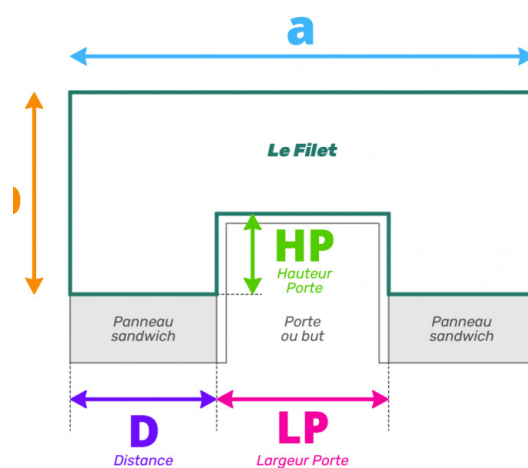 a
Le Filet
HP
Hauteur
Porte
Panneau
sandwich
Porte
ou but
Panneau
sandwich
D
Distance
LP
Largeur Porte